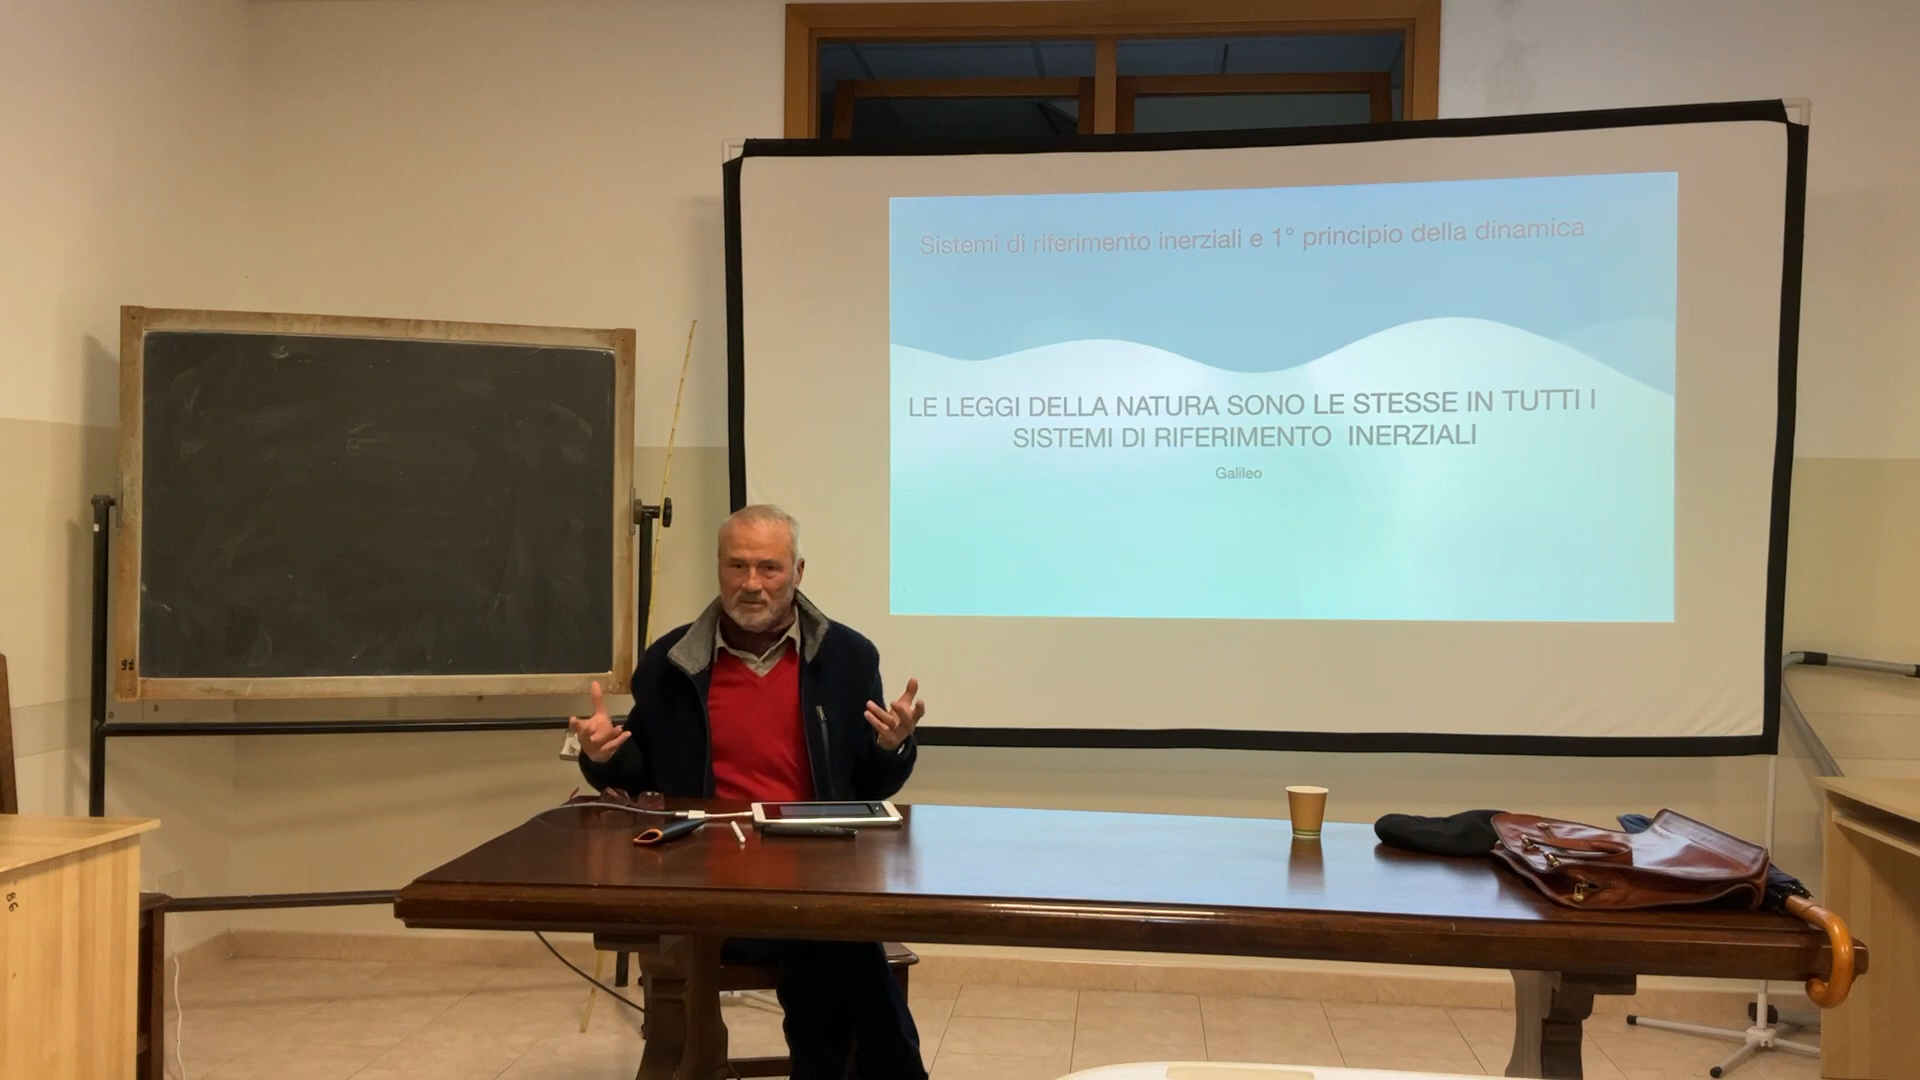 Sistemi di riferimento inerziali e 1° principio della dinamica
LE LEGGI DELLA NATURA SONO LE STESSE IN TUTTI I
SISTEMI DI RIFERIMENTO INERZIALI
Galileo
86